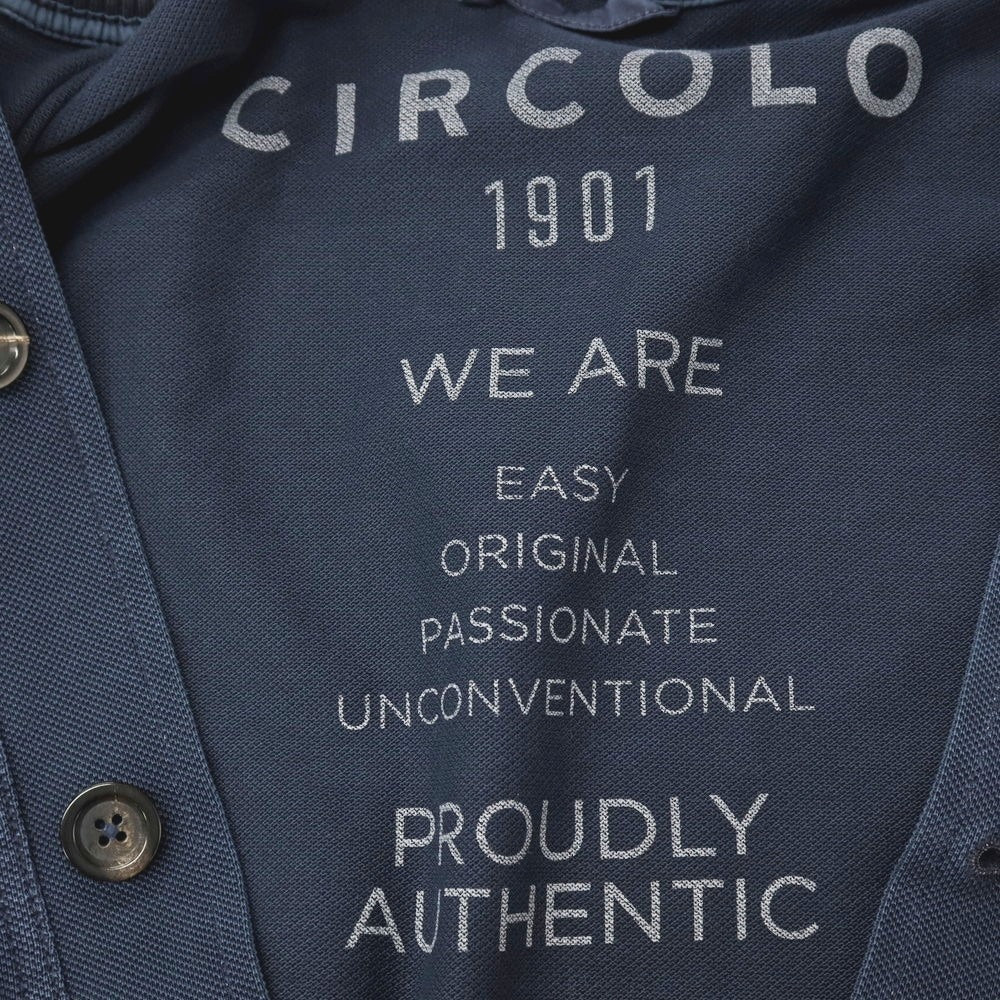 CIRCOLO
1901
WE ARE
EASY
ORIGINAL
PASSIONATE
UNCONVENTIONAL
PROUDLY
AUTHENTIC